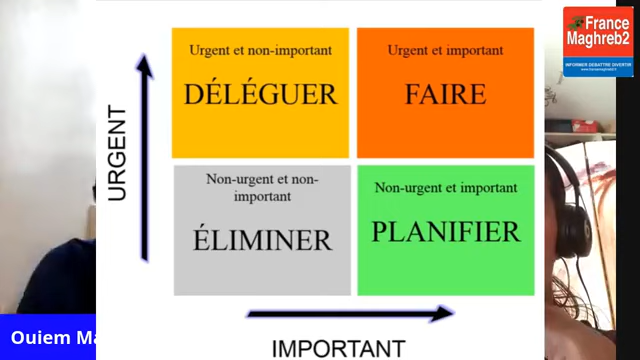 France
Maghreb2
INFORMER DÉBATTRE DIVERTIR
Urgent et non-important
DÉLÉGUER
Urgent et important
FAIRE
URGENT
Non-urgent et non-
important
ÉLIMINER
Non-urgent et important
PLANIFIER
Ouiem Ma
IMPORTANT